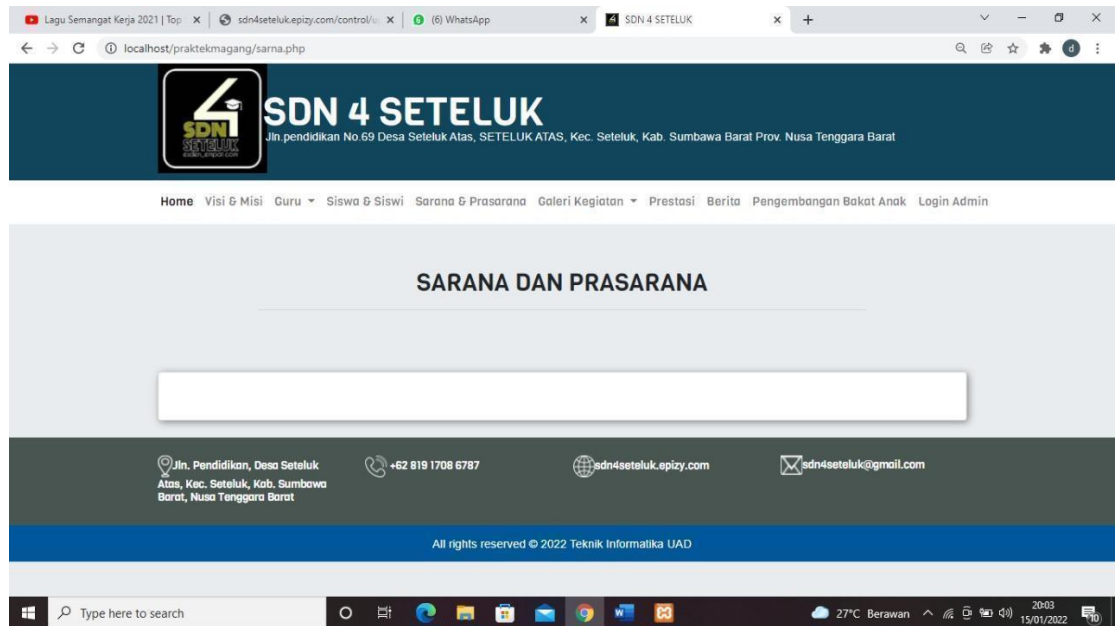 Lagu Semangat Kerja 2021 | Top
sdn4seteluk.epizy.com/control/u
(6) WhatsApp
SDN 4 SETELUK
localhost/praktekmagang/sarna.php
d
4
SDN
SETELUK
SDN 4 SETELUK
Jln.pendidikan No.69 Desa Seteluk Atas, SETELUK ATAS, Kec. Seteluk, Kab. Sumbawa Barat Prov. Nusa Tenggara Barat
Home Visi & Misi Guru Siswa & Siswi Sarana & Prasarana Galeri Kegiatan Prestasi Berita Pengembangan Bakat Anak Login Admin
SARANA DAN PRASARANA
Jln. Pendidikan, Desa Seteluk
Atas, Kec. Seteluk, Kab. Sumbawa
Barat, Nusa Tenggara Barat
+62 819 1708 6787
sdn4seteluk.epizy.com
sdn4seteluk@gmail.com
All rights reserved © 2022 Teknik Informatika UAD
Type here to search
27°C Berawan
20:03
15/01/2022
10